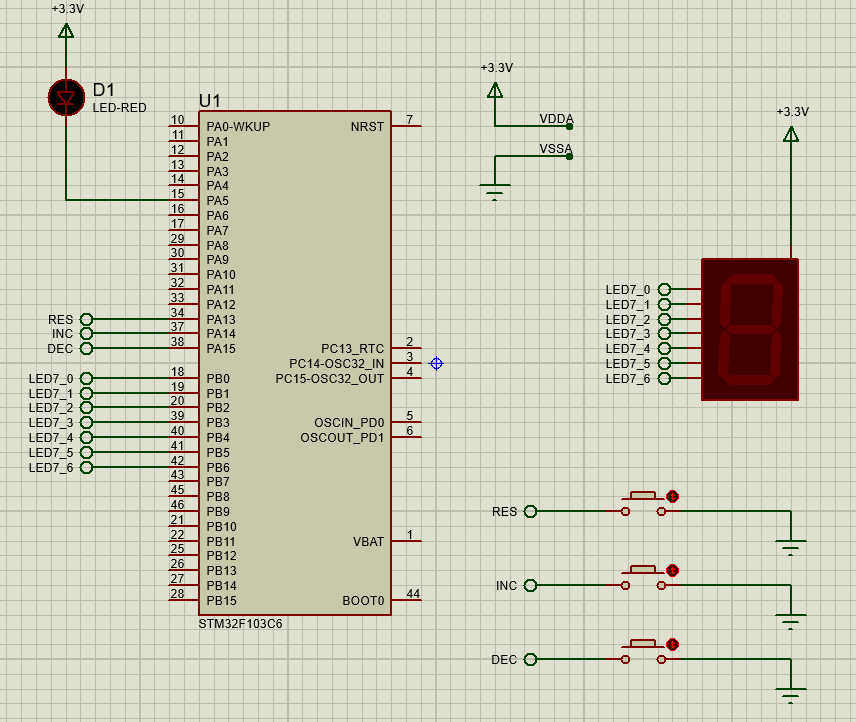 +3.3V
D1
LED-RED
U1
10 PA0-WKUP NRST 7
11 PA1
12 PA2
13 PA3
14 PA4
15 PA5
16 PA6
17 PA7
29 PA8
30 PA9
31 PA10
32 PA11
33 PA12
RES 34 PA13
INC 37 PA14
DEC 38 PA15 PC13_RTC 2
PC14-OSC32_IN 3
LED7_0 18 PB0 PC15-OSC32_OUT 4
LED7_1 19 PB1
LED7_2 20 PB2
LED7_3 39 PB3 OSCIN_PD0 5
LED7_4 40 PB4 OSCOUT_PD1 6
LED7_5 41 PB5
LED7_6 42 PB6
43 PB7
45 PB8
46 PB9
21 PB10
22 PB11 VBAT 1
25 PB12
26 PB13
27 PB14
28 PB15 BOOT0 44
STM32F103C6
+3.3V
VDDA
VSSA
+3.3V
LED7_0
LED7_1
LED7_2
LED7_3
LED7_4
LED7_5
LED7_6
RES
INC
DEC